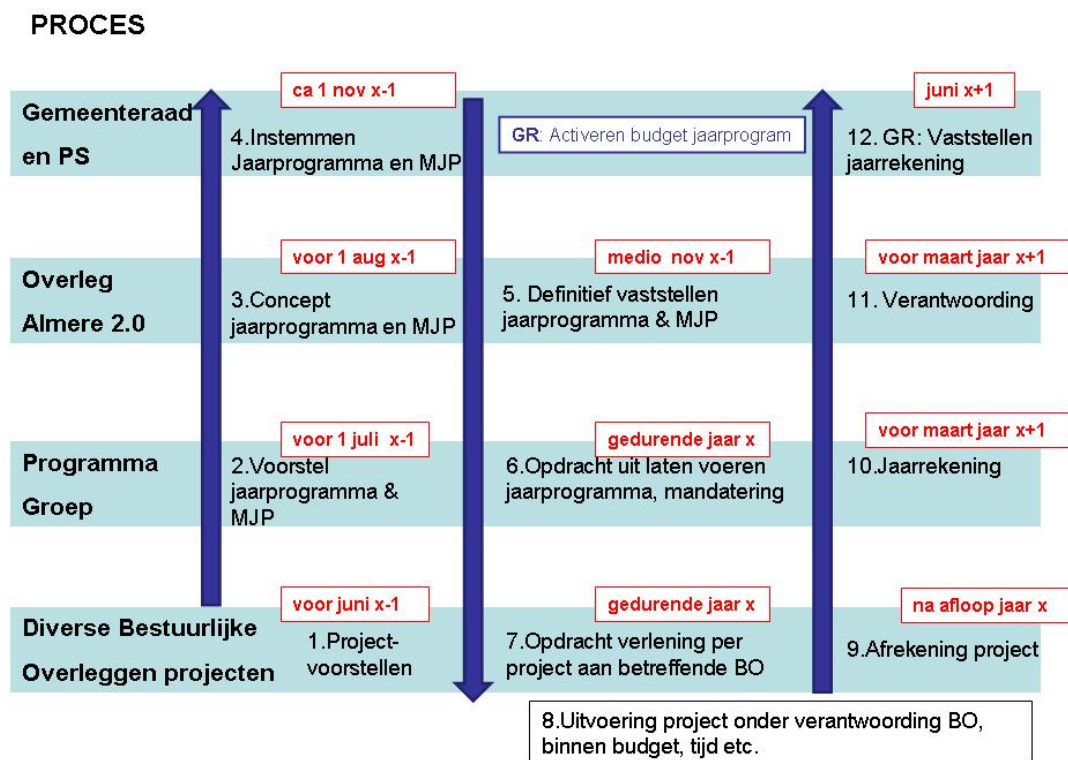 PROCES
Gemeenteraad
en PS
ca 1 nov x-1
4.Instemmen
Jaarprogramma en MJP
GR: Activeren budget jaarprogram
juni x+1
12. GR: Vaststellen
jaarrekening
Overleg
Almere 2.0
voor 1 aug x-1
3.Concept
jaarprogramma en MJP
medio nov x-1
5. Definitief vaststellen
jaarprogramma & MJP
voor maart jaar x+1
11. Verantwoording
Programma
Groep
voor 1 juli x-1
2.Voorstel
jaarprogramma &
MJP
gedurende jaar x
6.Opdracht uit laten voeren
jaarprogramma, mandatering
voor maart jaar x+1
10.Jaarrekening
Diverse Bestuurlijke
Overleggen projecten
voor juni x-1
1.Project-
voorstellen
gedurende jaar x
7.Opdracht verlening per
project aan betreffende BO
na afloop jaar x
9.Afrekening project
8.Uitvoering project onder verantwoording BO,
binnen budget, tijd etc.